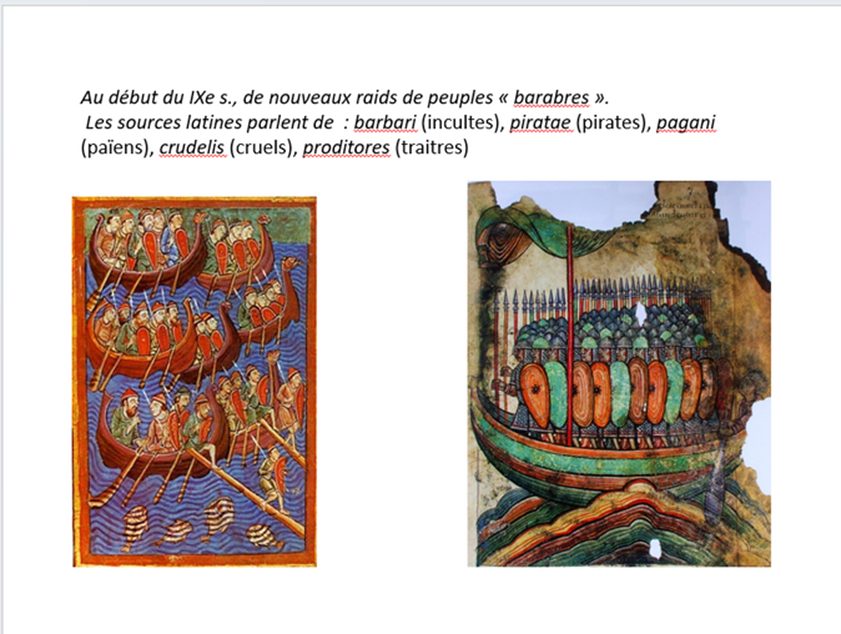 Au début du IXe s., de nouveaux raids de peuples « barabres ».
Les sources latines parlent de : barbari (incultes), piratae (pirates), pagani
(païens), crudelis (cruels), proditores (traitres)